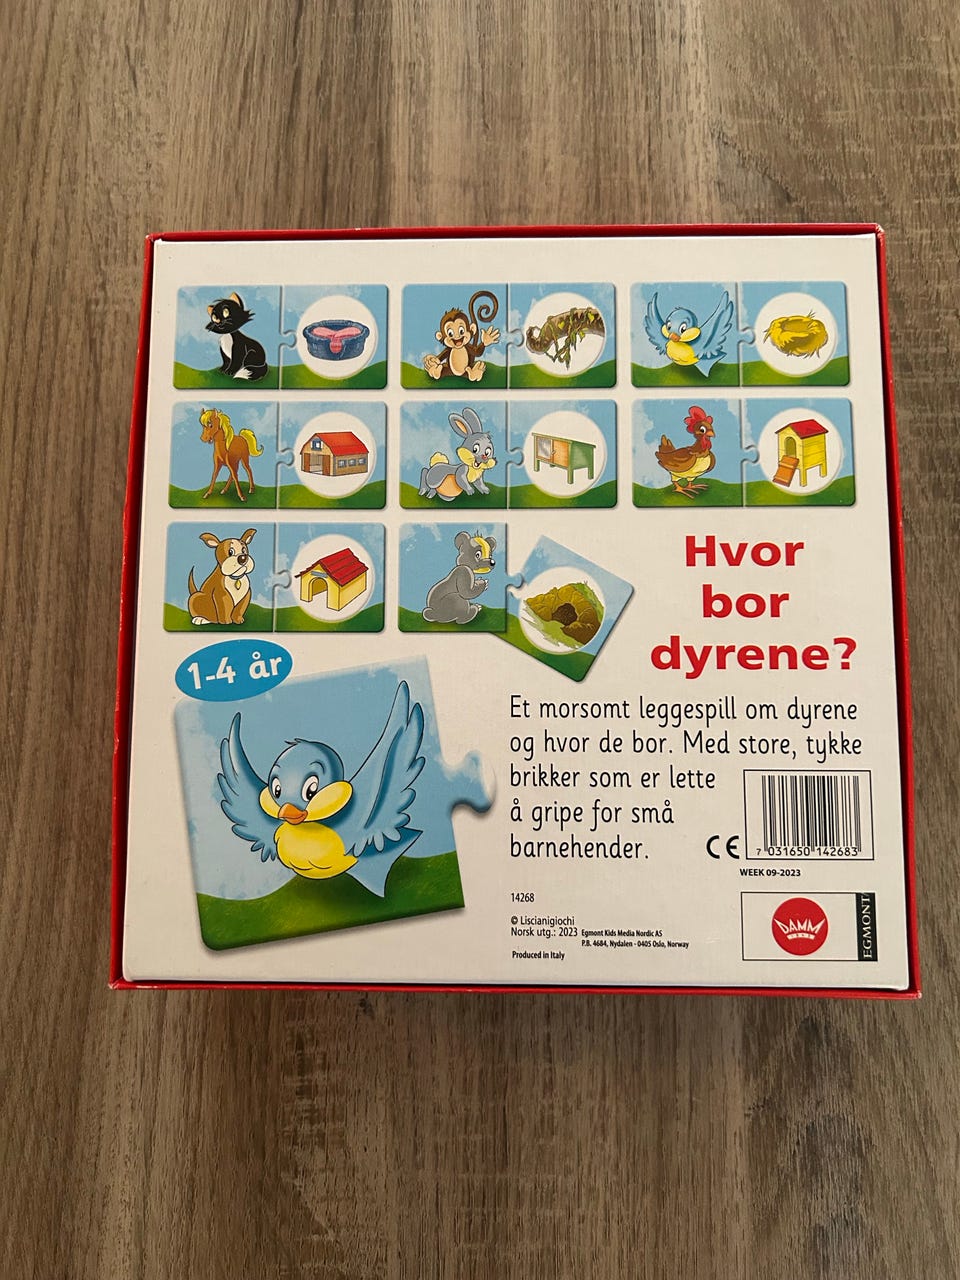 Hvor
bor
dyrene?
1-4 år
Et morsomt leggespill om dyrene
og hvor de bor. Med store, tykke
brikker som er lette
å gripe for små
barnehender.
CE
7 031650 142683
WEEK 09-2023
14268
© Liscianigiochi
Norsk utg.: 2023 Egmont Kids Media Nordic AS
P.B. 4684, Nydalen - 0405 Oslo, Norway
Produced in Italy
DAMM
EGMONT